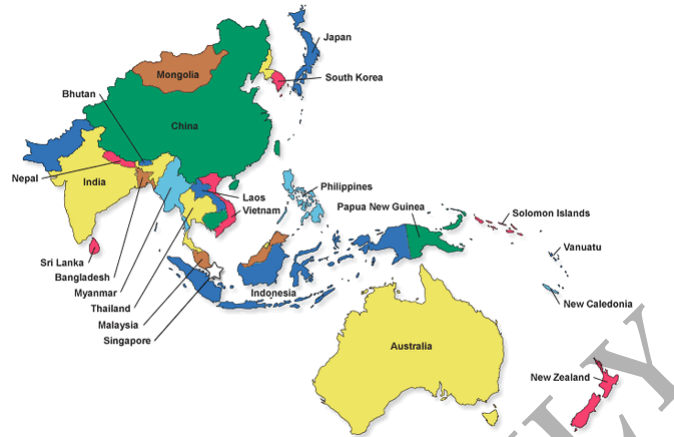 Japan
Mongolia
South Korea
Bhutan
China
Nepal
India
Laos
Philippines
Vietnam
Papua New Guinea
Solomon Islands
Sri Lanka
Vanuatu
Bangladesh
Myanmar
Indonesia
New Caledonia
Thailand
Malaysia
Singapore
Australia
New Zealand
LY